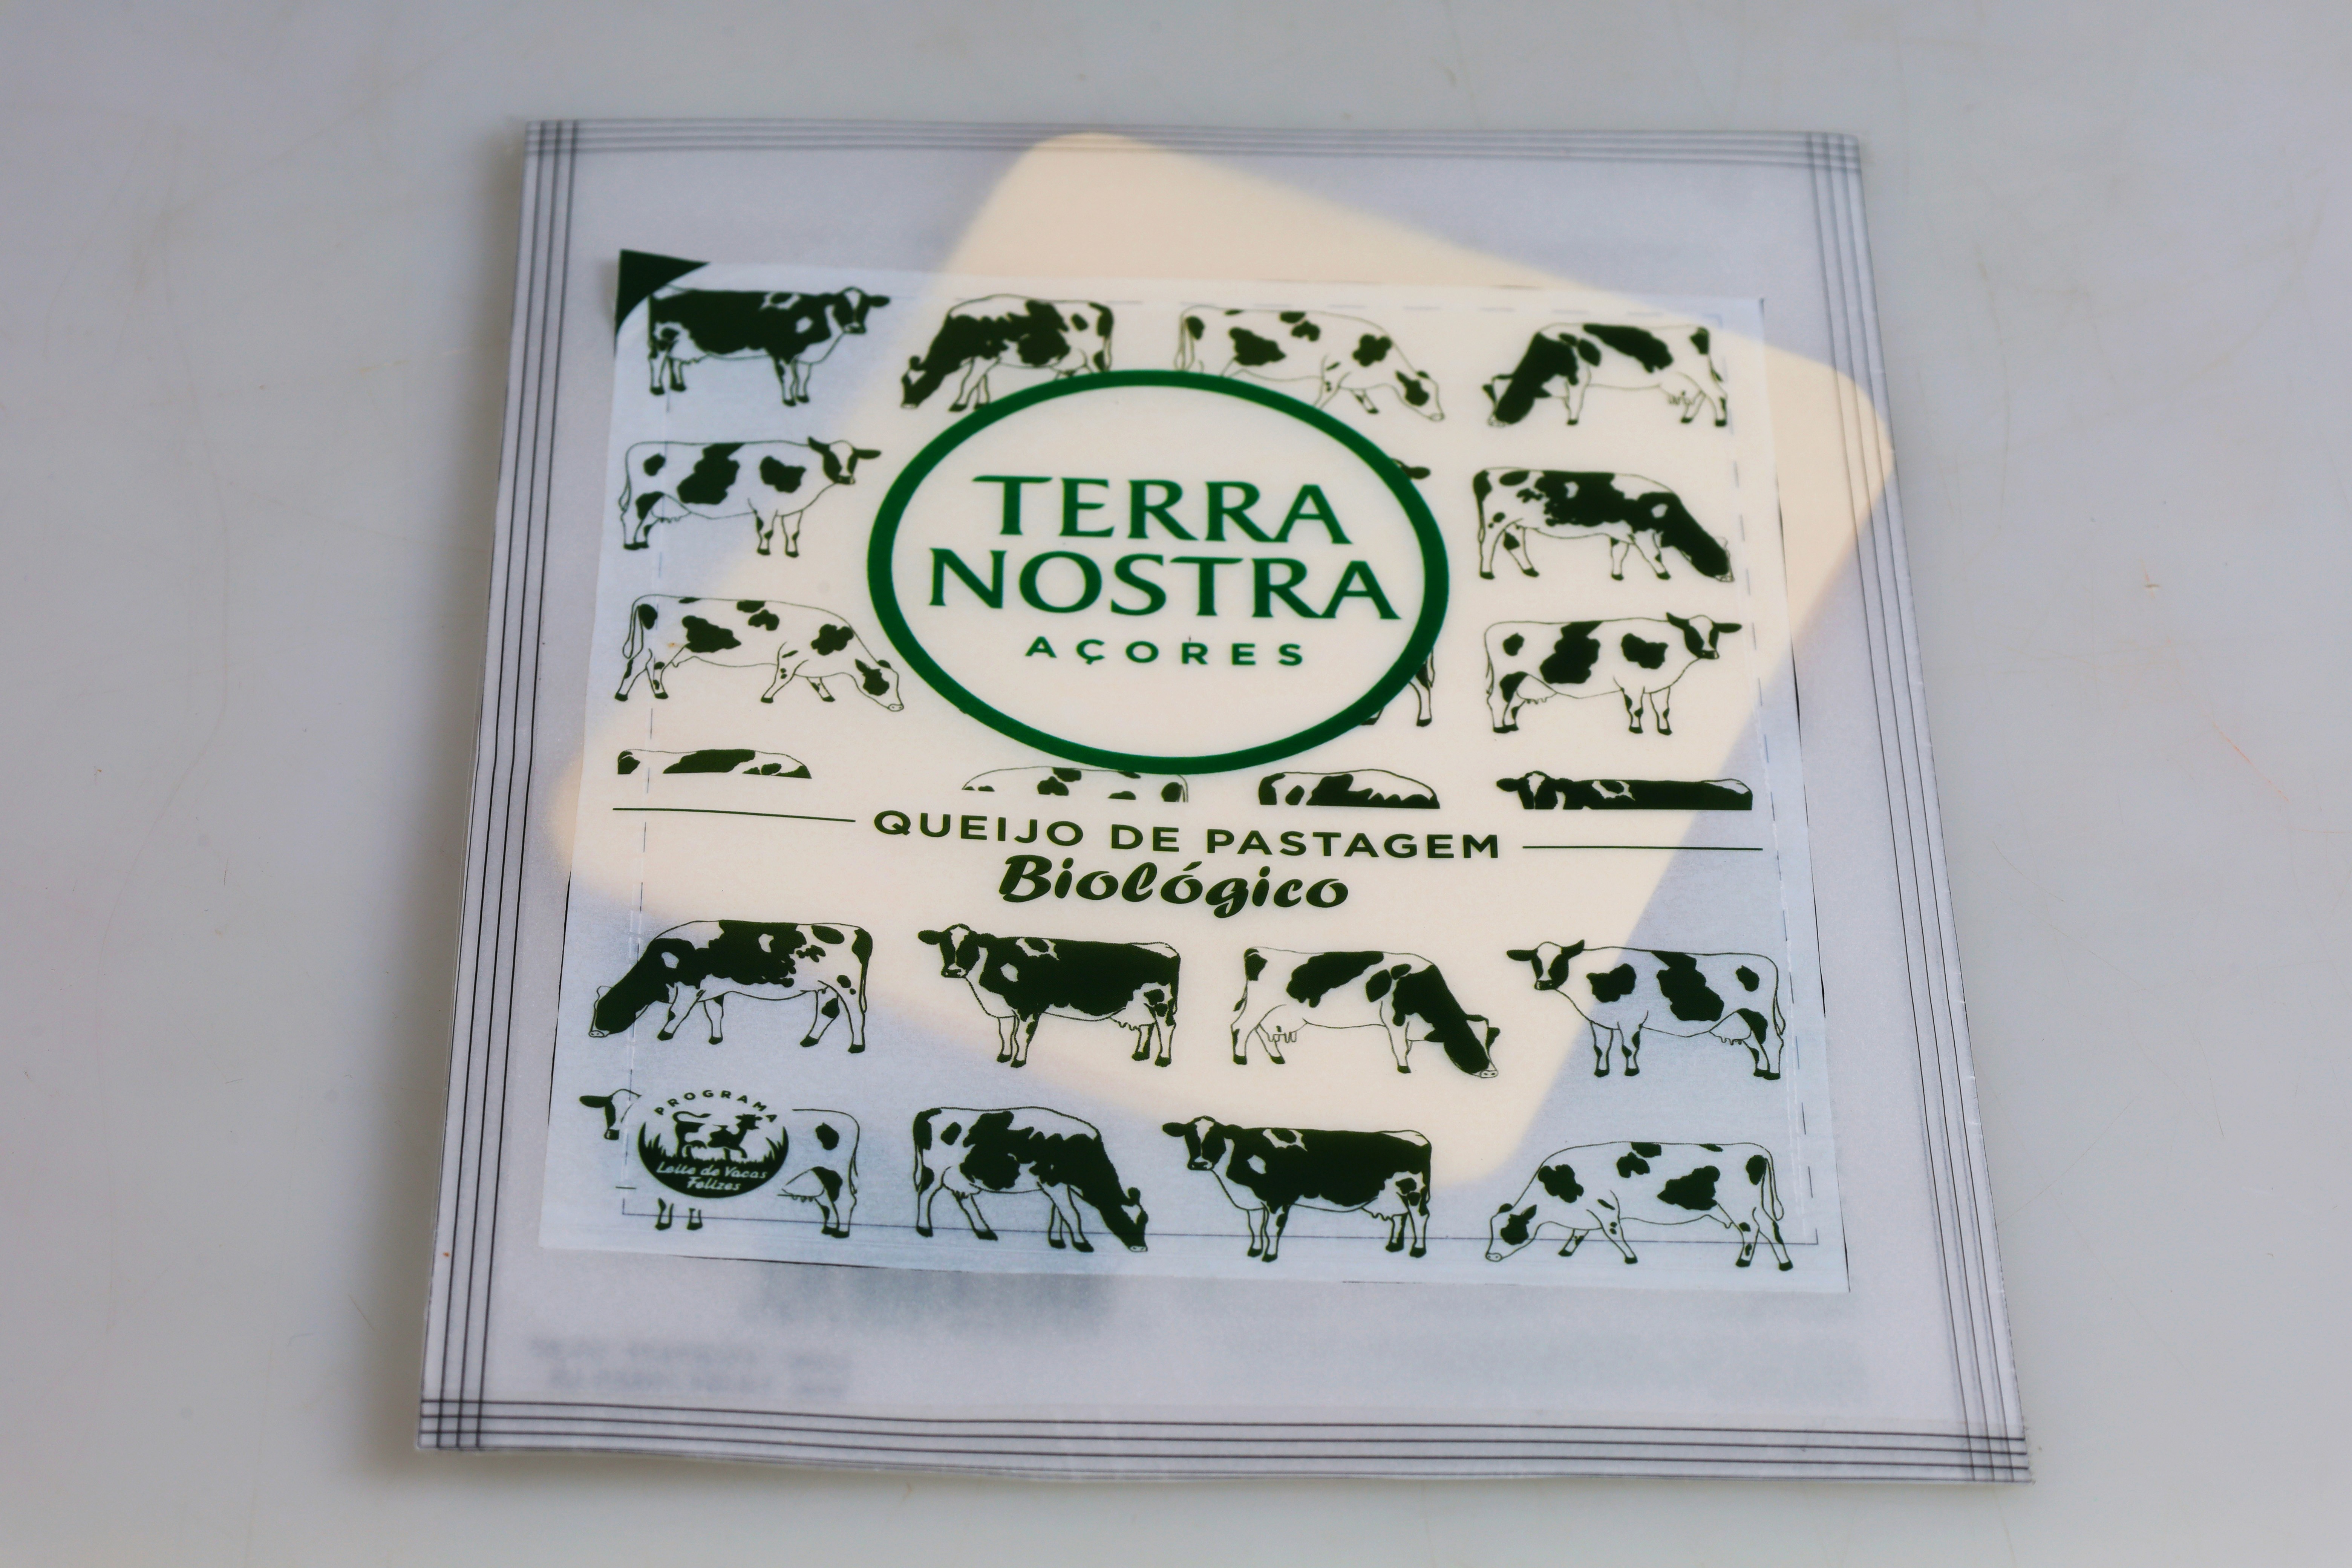 TERRA
NOSTRA
AÇORES
QUEIJO DE PASTAGEM
Biológico
PROGRAMA
Leite de Vacas
Felizes